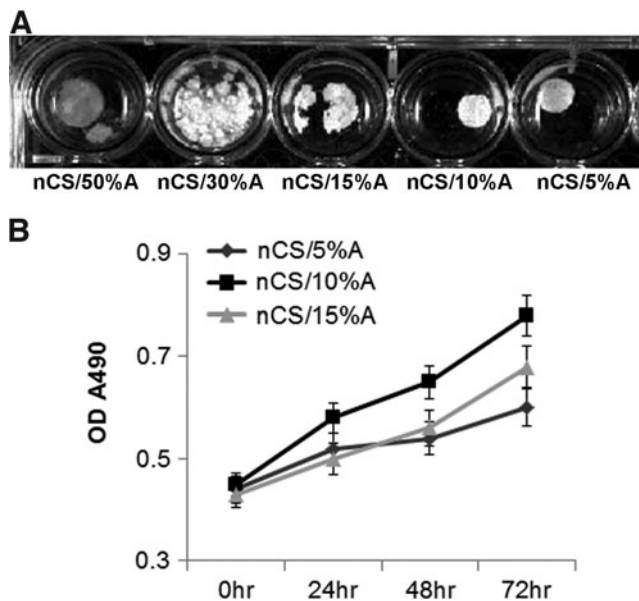 A
nCS/50%A nCS/30%A nCS/15%A nCS/10%A nCS/5%A
B
0.9
0.7
0.5
0.3
OD A490
nCS/5%A
nCS/10%A
nCS/15%A
0hr 24hr 48hr 72hr